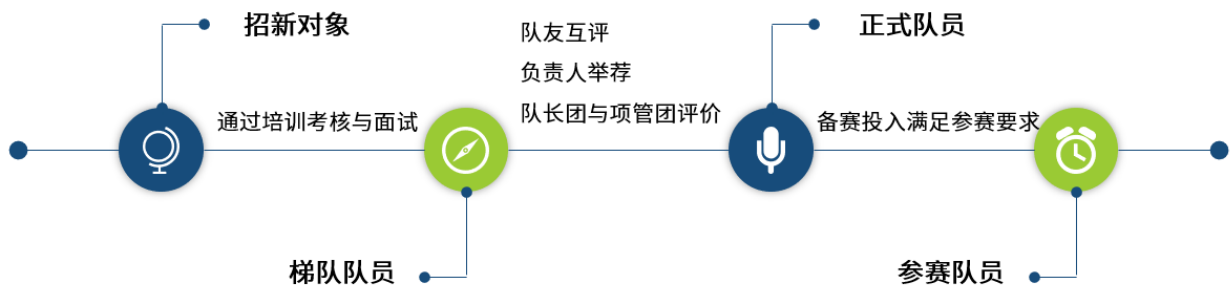 招新对象
通过培训考核与面试
梯队队员
队友互评
负责人举荐
队长团与项管团评价
正式队员
备赛投入满足参赛要求
参赛队员